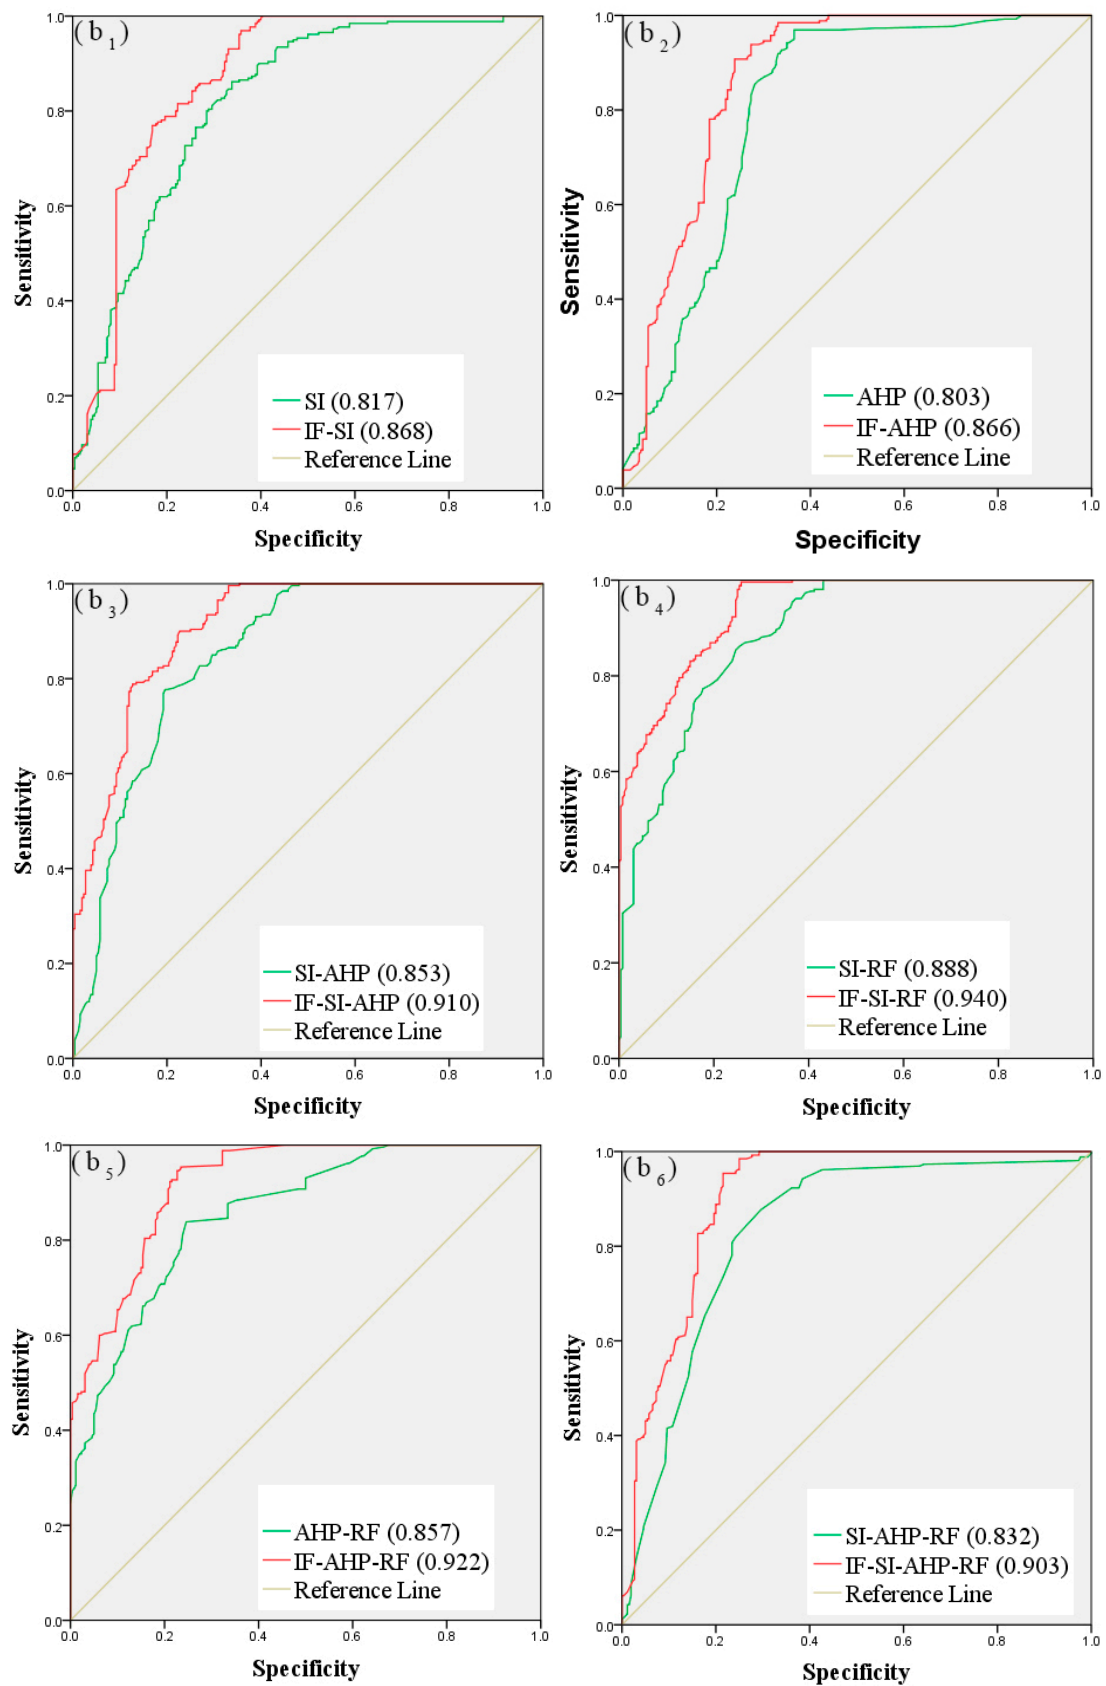 (b1)
1.0
0.8
0.6
0.4
0.2
0.0
Sensitivity
SI (0.817)
IF-SI (0.868)
Reference Line
0.0 0.2 0.4 0.6 0.8 1.0
Specificity
(b2)
1.0
0.8
0.6
0.4
0.2
0.0
Sensitivity
AHP (0.803)
IF-AHP (0.866)
Reference Line
0.0 0.2 0.4 0.6 0.8 1.0
Specificity
(b3)
1.0
0.8
0.6
0.4
0.2
0.0
Sensitivity
SI-AHP (0.853)
IF-SI-AHP (0.910)
Reference Line
0.0 0.2 0.4 0.6 0.8 1.0
Specificity
(b4)
1.0
0.8
0.6
0.4
0.2
0.0
Sensitivity
SI-RF (0.888)
IF-SI-RF (0.940)
Reference Line
0.0 0.2 0.4 0.6 0.8 1.0
Specificity
(b5)
1.0
0.8
0.6
0.4
0.2
0.0
Sensitivity
AHP-RF (0.857)
IF-AHP-RF (0.922)
Reference Line
0.0 0.2 0.4 0.6 0.8 1.0
Specificity
(b6)
1.0
0.8
0.6
0.4
0.2
0.0
Sensitivity
SI-AHP-RF (0.832)
IF-SI-AHP-RF (0.903)
Reference Line
0.0 0.2 0.4 0.6 0.8 1.0
Specificity